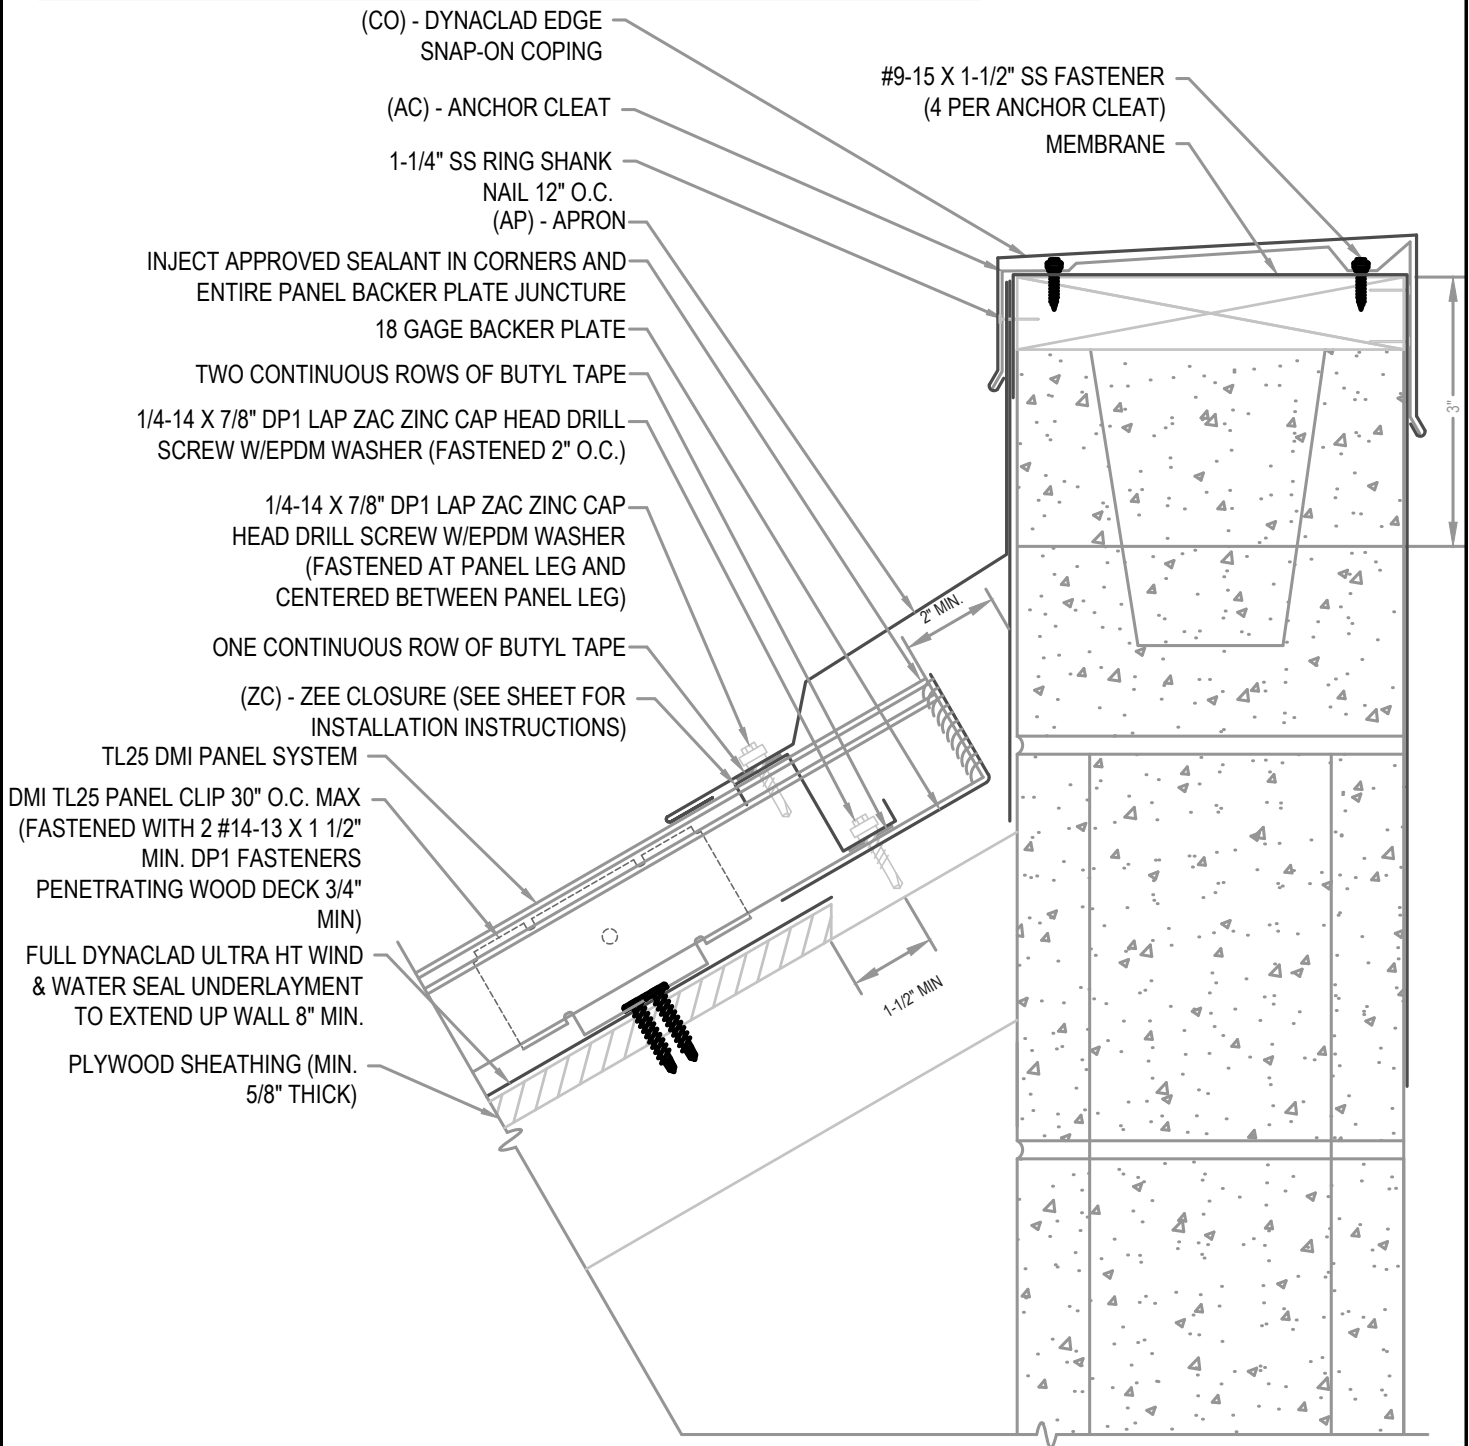 (CO) - DYNACLAD EDGE
SNAP-ON COPING
#9-15 X 1-1/2" SS FASTENER
(4 PER ANCHOR CLEAT)
MEMBRANE
(AC) - ANCHOR CLEAT
1-1/4" SS RING SHANK
NAIL 12" O.C.
(AP) - APRON
INJECT APPROVED SEALANT IN CORNERS AND
ENTIRE PANEL BACKER PLATE JUNCTURE
18 GAGE BACKER PLATE
TWO CONTINUOUS ROWS OF BUTYL TAPE
1/4-14 X 7/8" DP1 LAP ZAC ZINC CAP HEAD DRILL
SCREW W/EPDM WASHER (FASTENED 2" O.C.)
1/4-14 X 7/8" DP1 LAP ZAC ZINC CAP
HEAD DRILL SCREW W/EPDM WASHER
(FASTENED AT PANEL LEG AND
CENTERED BETWEEN PANEL LEG)
ONE CONTINUOUS ROW OF BUTYL TAPE
(ZC) - ZEE CLOSURE (SEE SHEET FOR
INSTALLATION INSTRUCTIONS)
TL25 DMI PANEL SYSTEM
DMI TL25 PANEL CLIP 30" O.C. MAX
(FASTENED WITH 2 #14-13 X 1 1/2"
MIN. DP1 FASTENERS
PENETRATING WOOD DECK 3/4"
MIN)
FULL DYNACLAD ULTRA HT WIND
& WATER SEAL UNDERLAYMENT
TO EXTEND UP WALL 8" MIN.
PLYWOOD SHEATHING (MIN.
5/8" THICK)
2" MIN.
1-1/2" MIN
3"